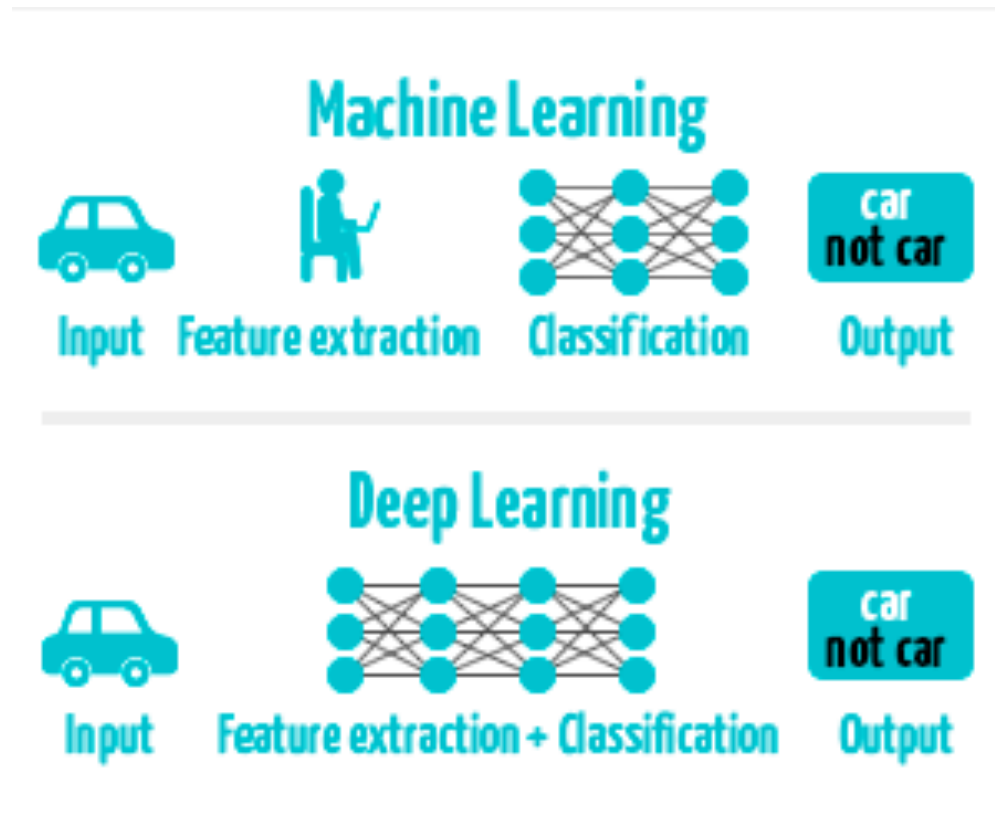 Machine Learning
car
not car
Input Feature extraction Classification Output
Deep Learning
car
not car
Input Feature extraction + Classification Output